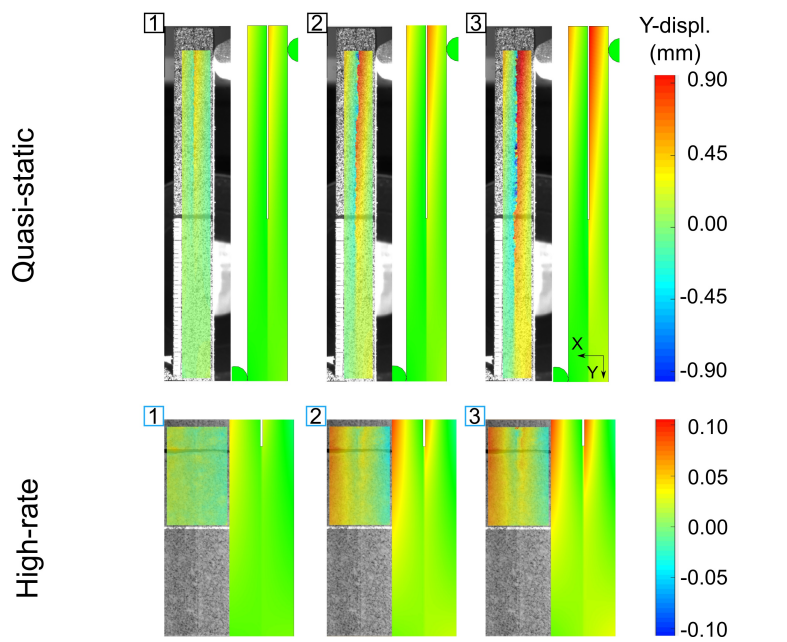 1
2
3
Y-displ.
(mm)
Quasi-static
0.90
0.45
0.00
-0.45
-0.90
X
Y
1
2
3
High-rate
0.10
0.05
0.00
-0.05
-0.10